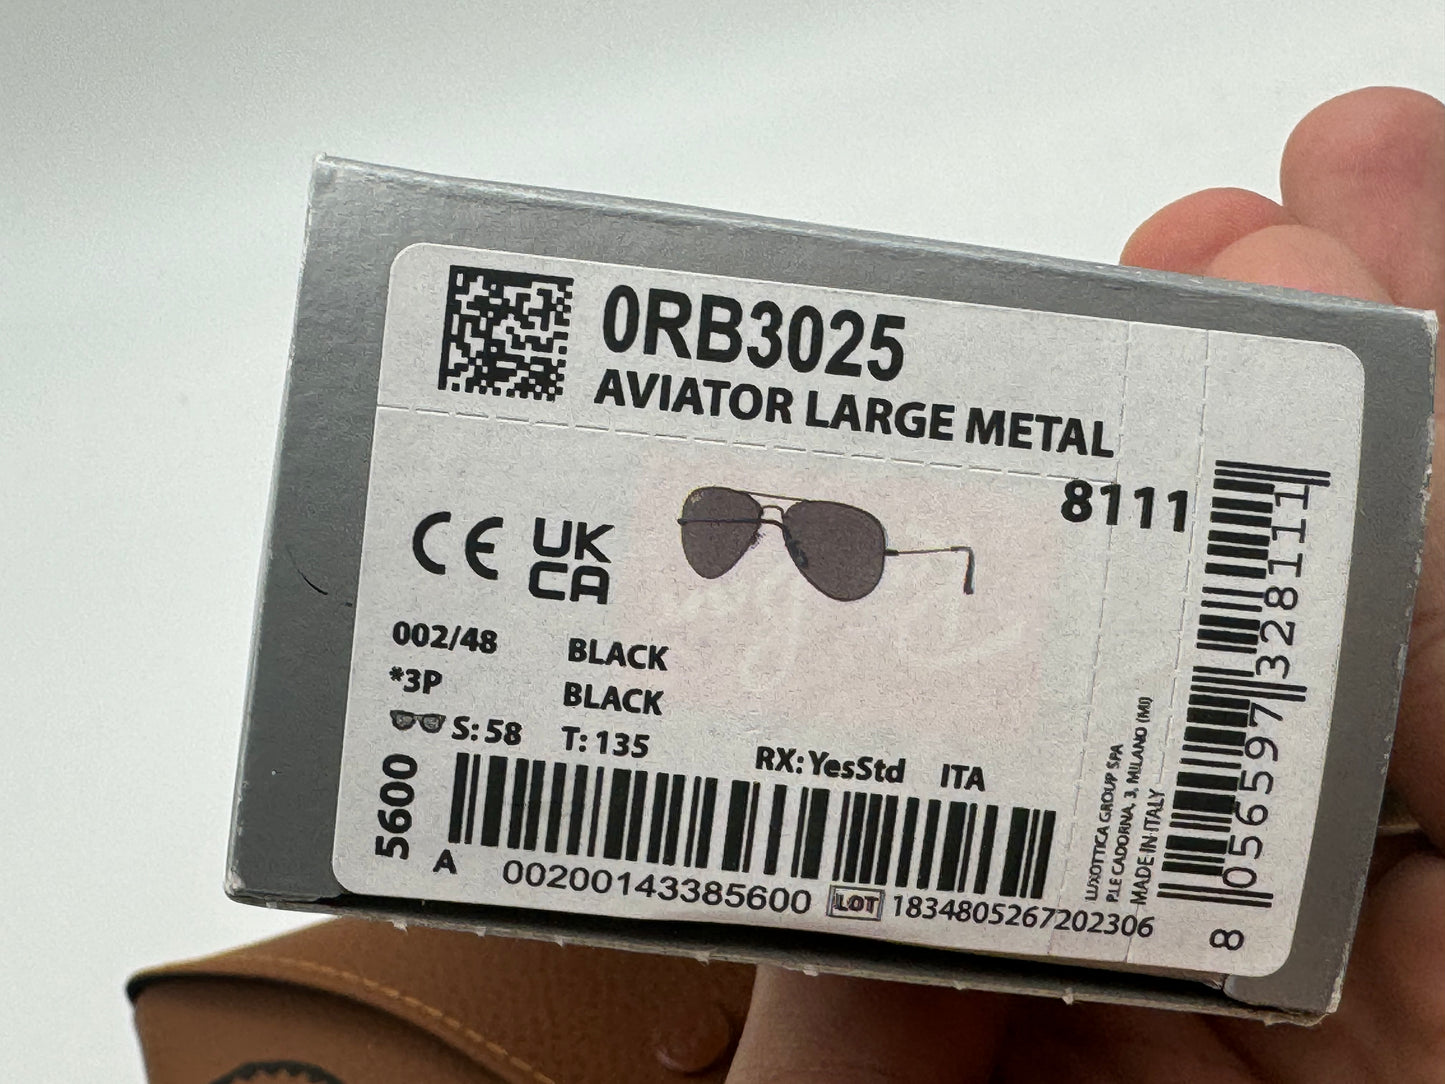 0RB3025
AVIATOR LARGE METAL
8111
CE
UK
CA
002/48 BLACK
*3P BLACK
S: 58 T: 135 RX: YesStd ITA
5600
A 00200143385600 LOT 1834805267202306
LUXOTTICA GROUP SPA
P.LE CADORNA, 3, MILANO (MI)
MADE IN ITALY
8 056597 328111